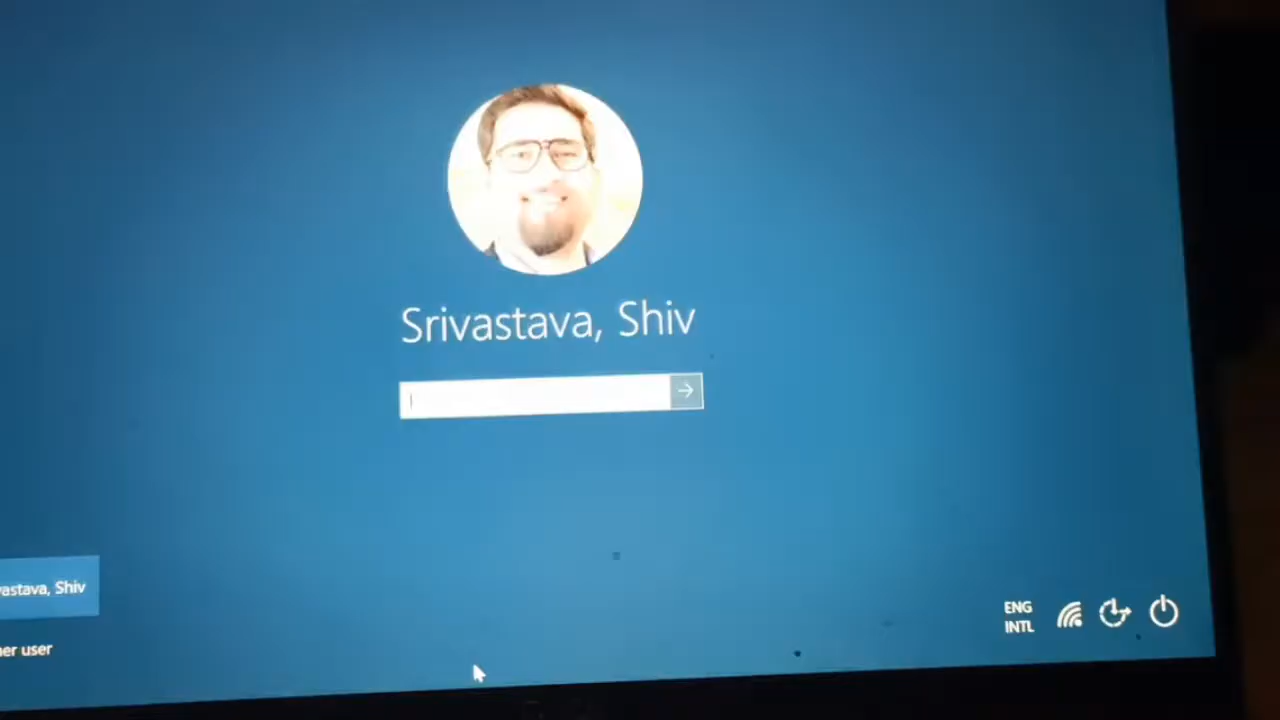 Srivastava, Shiv
vastava, Shiv
er user
ENG
INTL